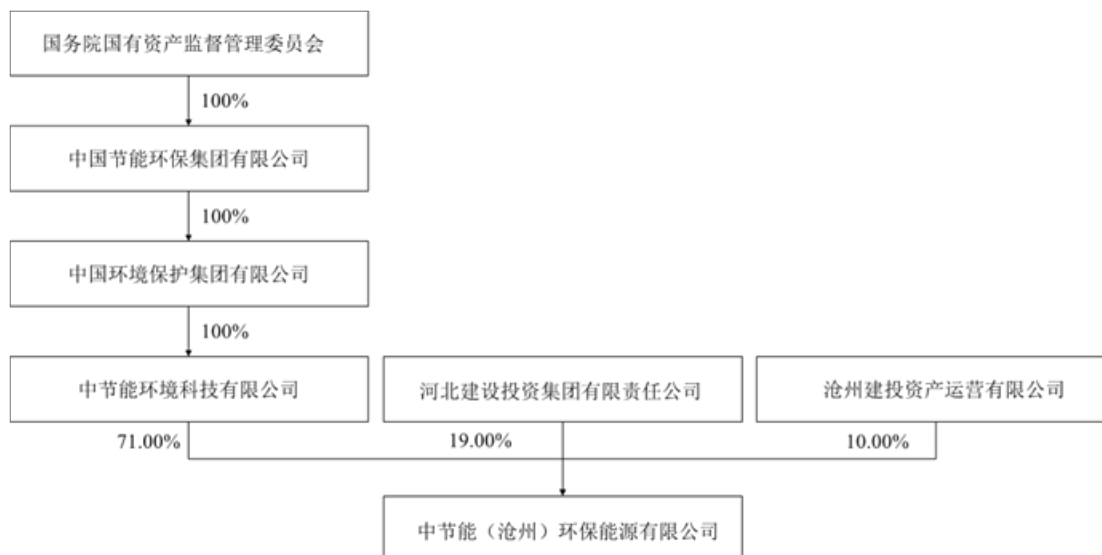 国务院国有资产监督管理委员会
100%
中国节能环保集团有限公司
100%
中国环境保护集团有限公司
100%
中节能环境科技有限公司
河北建设投资集团有限责任公司
沧州建投资产运营有限公司
71.00%
19.00%
10.00%
中节能（沧州）环保能源有限公司